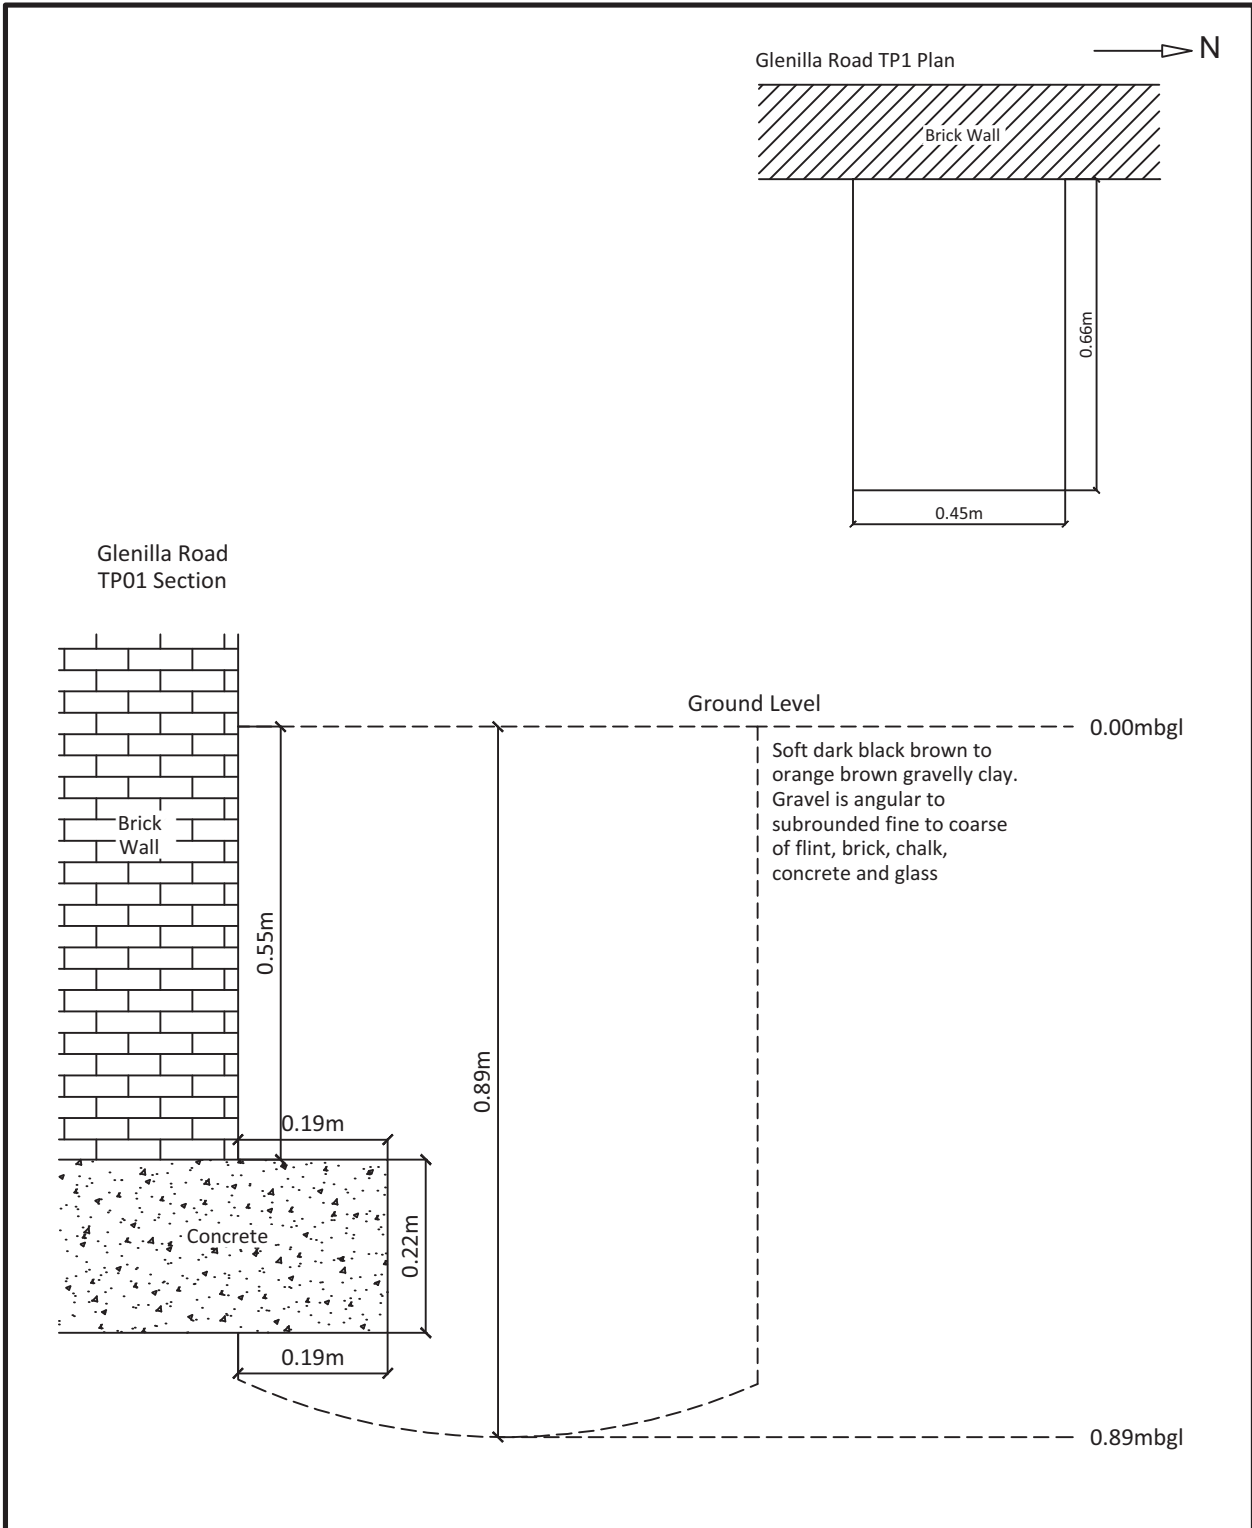 N
Glenilla Road TP1 Plan
Brick Wall
0.66m
0.45m
Glenilla Road
TP01 Section
Ground Level
0.00mbgl
Soft dark black brown to
orange brown gravelly clay.
Gravel is angular to
subrounded fine to coarse
of flint, brick, chalk,
concrete and glass
Brick
Wall
0.55m
0.89m
0.19m
Concrete
0.22m
0.19m
0.89mbgl